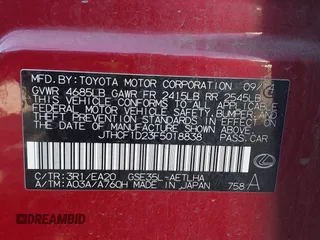 MFD.BY: TOYOTA MOTOR CORPORATION 09/
GVWR 4685LB GAWR FR 2415LB RR 2545LB
THIS VEHICLE CONFORMS TO ALL APPLICABLE
FEDERAL MOTOR VEHICLE SAFETY, BUMPER, AND
THEFT PREVENTION STANDARDS IN EFFECT ON
THE DATE OF MANUFACTURE SHOWN ABOVE.
PASS.CAR
C/TR: 3R1/EA20 GSE35L-AETLHA
A/TM: A03A/A760H MADE IN JAPAN 758 A
DREAMBID